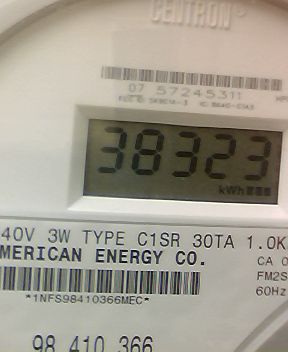 CENTRON®
07 57245311
38323
kWh
40V 3W TYPE C1SR 30TA 1.0K
MERICAN ENERGY CO.
CA 0
FM2S
60Hz
*1NFS98410366MEC*
98 410 366